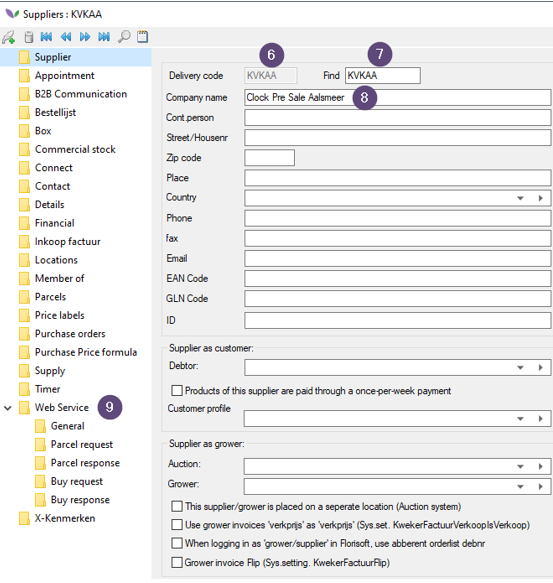 Suppliers : KVKAA
Supplier
Appointment
B2B Communication
Bestellijst
Box
Commercial stock
Connect
Contact
Details
Financial
Inkoop factuur
Locations
Member of
Parcels
Price labels
Purchase orders
Purchase Price formula
Supply
Timer
Web Service 9
General
Parcel request
Parcel response
Buy request
Buy response
X-Kenmerken
6 7
Delivery code KVKAA Find KVKAA
Company name Clock Pre Sale Aalsmeer 8
Cont.person
Street/Housenr
Zip code
Place
Country
Phone
fax
Email
EAN Code
GLN Code
ID
Supplier as customer:
Debtor:
Products of this supplier are paid through a once-per-week payment
Customer profile
Supplier as grower:
Auction:
Grower:
This supplier/grower is placed on a seperate location (Auction system)
Use grower invoices 'verkprijs' as 'verkprijs' (Sys.set. KwekerFactuurVerkoopIsVerkoop)
When logging in as 'grower/supplier' in Florisoft, use abberent orderlist debnr
Grower invoice Flip (Sys.setting. KwekerFactuurFlip)